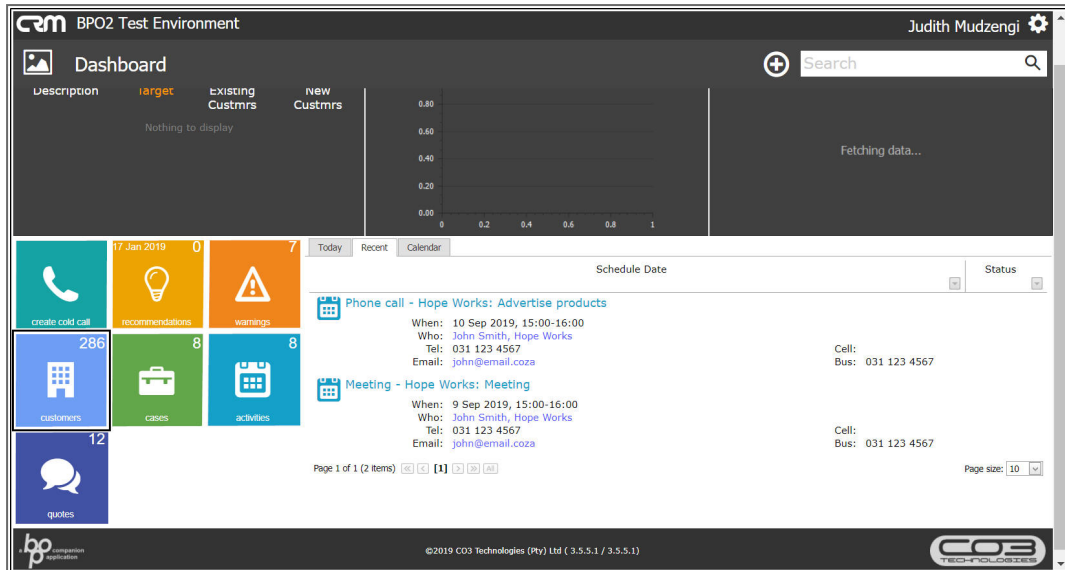 CRM BPO2 Test Environment
Judith Mudzengi
Dashboard
Search
Description Target Existing Custmrs New Custmrs
Nothing to display
0.80
0.60
0.40
0.20
0.00
0 0.2 0.4 0.6 0.8 1
Fetching data...
create cold call
17 Jan 2019 0
recommendations
7
warnings
286
customers
8
cases
8
activities
12
quotes
Today Recent Calendar
Schedule Date Status
Phone call - Hope Works: Advertise products
When: 10 Sep 2019, 15:00-16:00
Who: John Smith, Hope Works
Tel: 031 123 4567 Cell:
Email: john@email.coza Bus: 031 123 4567
Meeting - Hope Works: Meeting
When: 9 Sep 2019, 15:00-16:00
Who: John Smith, Hope Works
Tel: 031 123 4567 Cell:
Email: john@email.coza Bus: 031 123 4567
Page 1 of 1 (2 items) [1] All Page size: 10
a bpo companion application
©2019 CO3 Technologies (Pty) Ltd ( 3.5.5.1 / 3.5.5.1)
CO3 TECHNOLOGIES